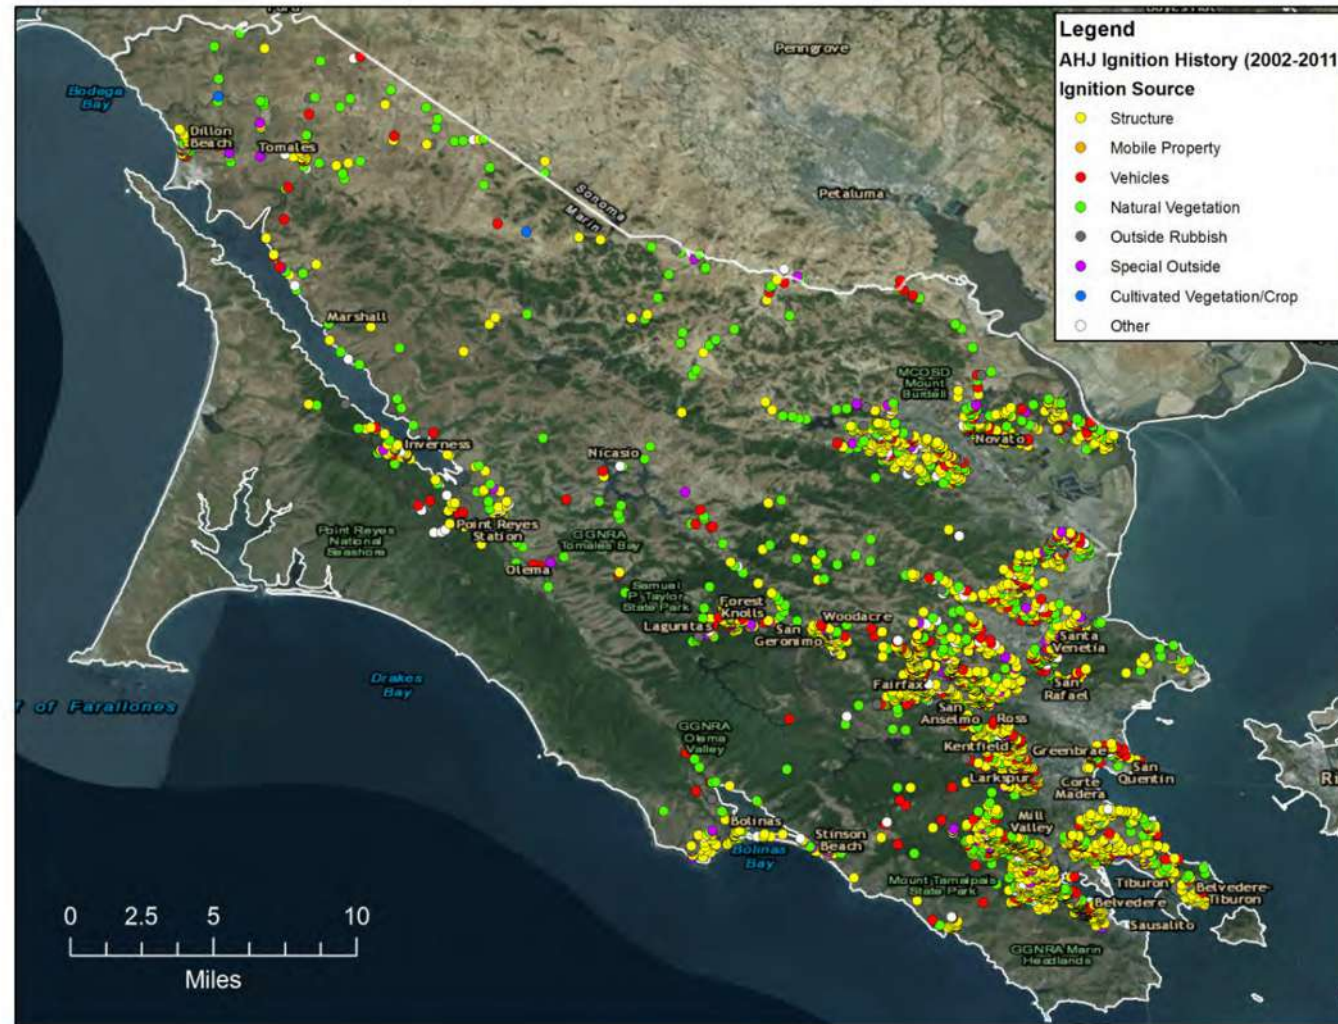 Penngrove
Legend
AHJ Ignition History (2002-2011
Ignition Source
Structure
Mobile Property
Vehicles
Natural Vegetation
Outside Rubbish
Special Outside
Cultivated Vegetation/Crop
Other
Bodega
Bay
Dillon
Beach
Tomales
Petaluma
Sonoma
Marin
Marshall
MCOSD
Mount
Burdell
Novato
Inverness
Nicasio
Point Reyes
National
Seashore
Point Reyes
Station
GGNRA
Tomales Bay
Olema
Samuel
P Taylor
State Park
Forest
Knolls
Lagunitas
San
Geronimo
Woodacre
Santa
Venetia
San
Rafael
Fairfax
San
Anselmo
Ross
Drakes
Bay
f of Farallones
GGNRA
Olema
Valley
Kentfield
Greenbrae
Larkspur
San
Quentin
Corte
Madera
Ri
Mill
Valley
Bolinas
Bolinas
Bay
Stinson
Beach
Mount Tamalpais
State Park
Tiburon
Belvedere-
Tiburon
Belvedere
Sausalito
GGNRA Marin
Headlands
0 2.5 5 10
Miles